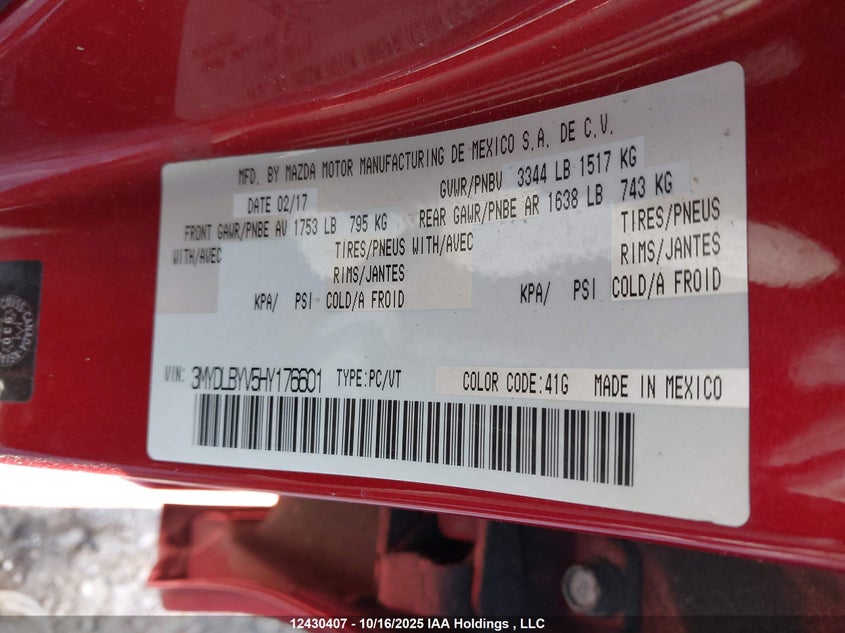 MFD. BY MAZDA MOTOR MANUFACTURING DE MEXICO S.A. DE C.V.
DATE 02/17 GVWR/PNBV 3344 LB 1517 KG
FRONT GAWR/PNBE AV 1753 LB 795 KG REAR GAWR/PNBE AR 1638 LB 743 KG
WITH/AVEC TIRES/PNEUS WITH/AVEC TIRES/PNEUS
RIMS/JANTES RIMS/JANTES
KPA/ PSI COLD/A FROID KPA/ PSI COLD/A FROID
VIN: 3MYDLBYV5HY176601 TYPE:PC/VT COLOR CODE:41G MADE IN MEXICO
CANADA
12430407 - 10/16/2025 IAA Holdings , LLC